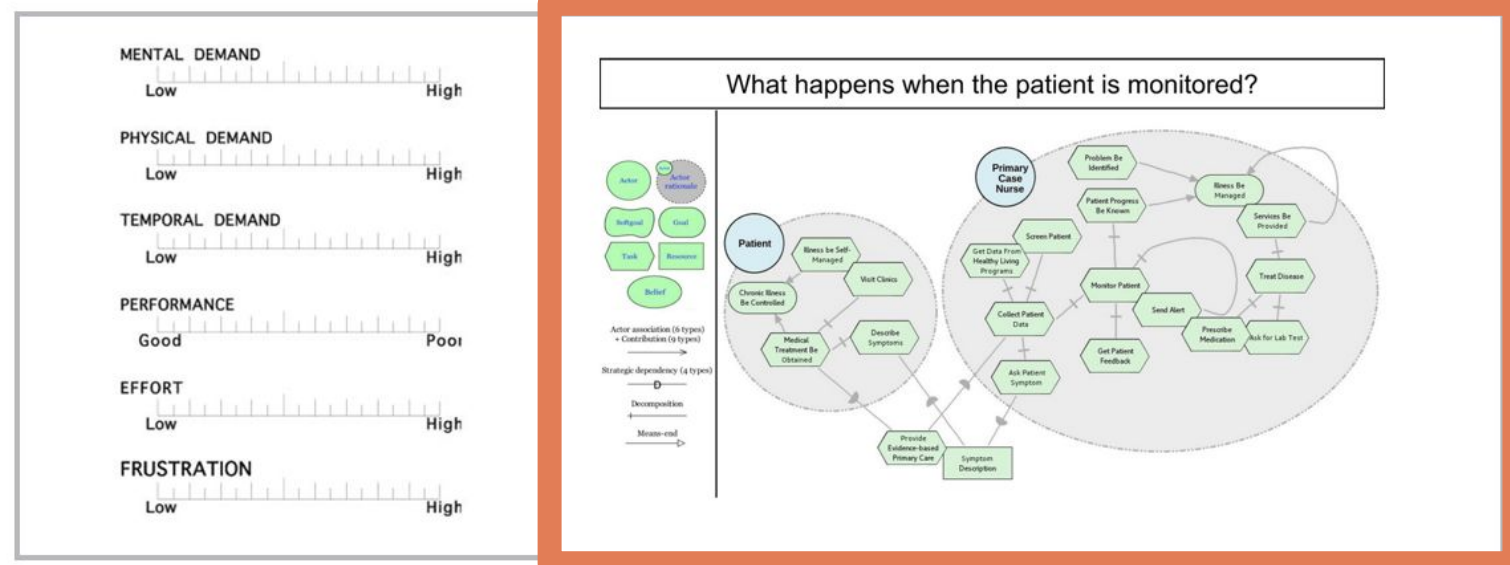 MENTAL DEMAND
Low High
PHYSICAL DEMAND
Low High
TEMPORAL DEMAND
Low High
PERFORMANCE
Good Poor
EFFORT
Low High
FRUSTRATION
Low High
What happens when the patient is monitored?
Actor
Actor
rationale
Softgoal
Goal
Task
Resource
Belief
Actor association (6 types)
+ Contribution (9 types)
Strategic dependency (4 types)
D
Decomposition
Means-end
Patient
Illness be Self-
Managed
Visit Clinics
Chronic Illness
Be Controlled
Medical
Treatment Be
Obtained
Describe
Symptoms
Primary
Case
Nurse
Problem Be
Identified
Illness Be
Managed
Patient Progress
Be Known
Services Be
Provided
Screen Patient
Get Data From
Healthy Living
Programs
Monitor Patient
Treat Disease
Send Alert
Collect Patient
Data
Prescribe
Medication
Ask for Lab Test
Get Patient
Feedback
Ask Patient
Symptom
Provide
Evidence-based
Primary Care
Symptom
Description